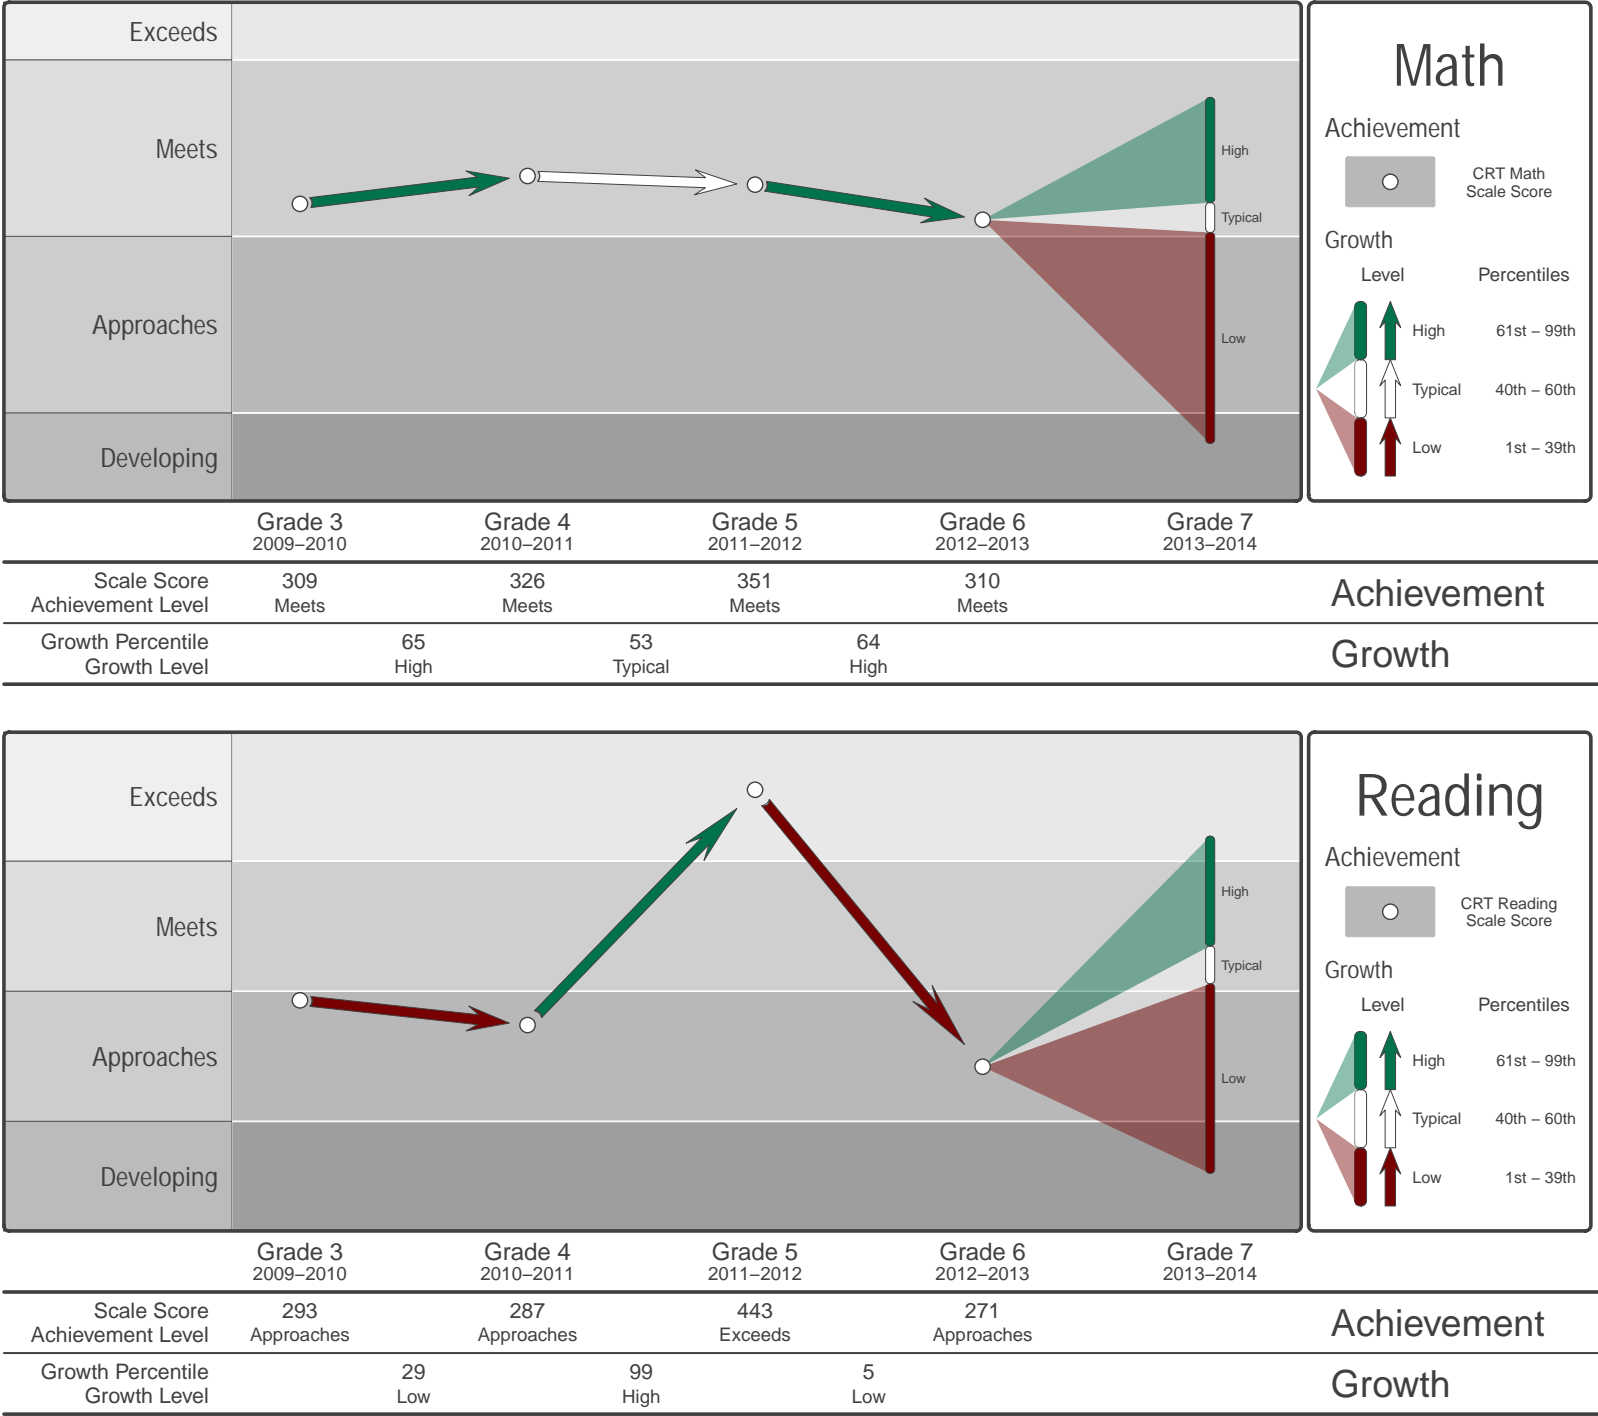 Exceeds
Meets
Approaches
Developing
High
Typical
Low
Math
Achievement
CRT Math
Scale Score
Growth
Level Percentiles
High 61st – 99th
Typical 40th – 60th
Low 1st – 39th
Grade 3 Grade 4 Grade 5 Grade 6 Grade 7
2009–2010 2010–2011 2011–2012 2012–2013 2013–2014
Scale Score 309 326 351 310
Achievement Level Meets Meets Meets Meets
Achievement
Growth Percentile 65 53 64
Growth Level High Typical High
Growth
Exceeds
Meets
Approaches
Developing
High
Typical
Low
Reading
Achievement
CRT Reading
Scale Score
Growth
Level Percentiles
High 61st – 99th
Typical 40th – 60th
Low 1st – 39th
Grade 3 Grade 4 Grade 5 Grade 6 Grade 7
2009–2010 2010–2011 2011–2012 2012–2013 2013–2014
Scale Score 293 287 443 271
Achievement Level Approaches Approaches Exceeds Approaches
Achievement
Growth Percentile 29 99 5
Growth Level Low High Low
Growth